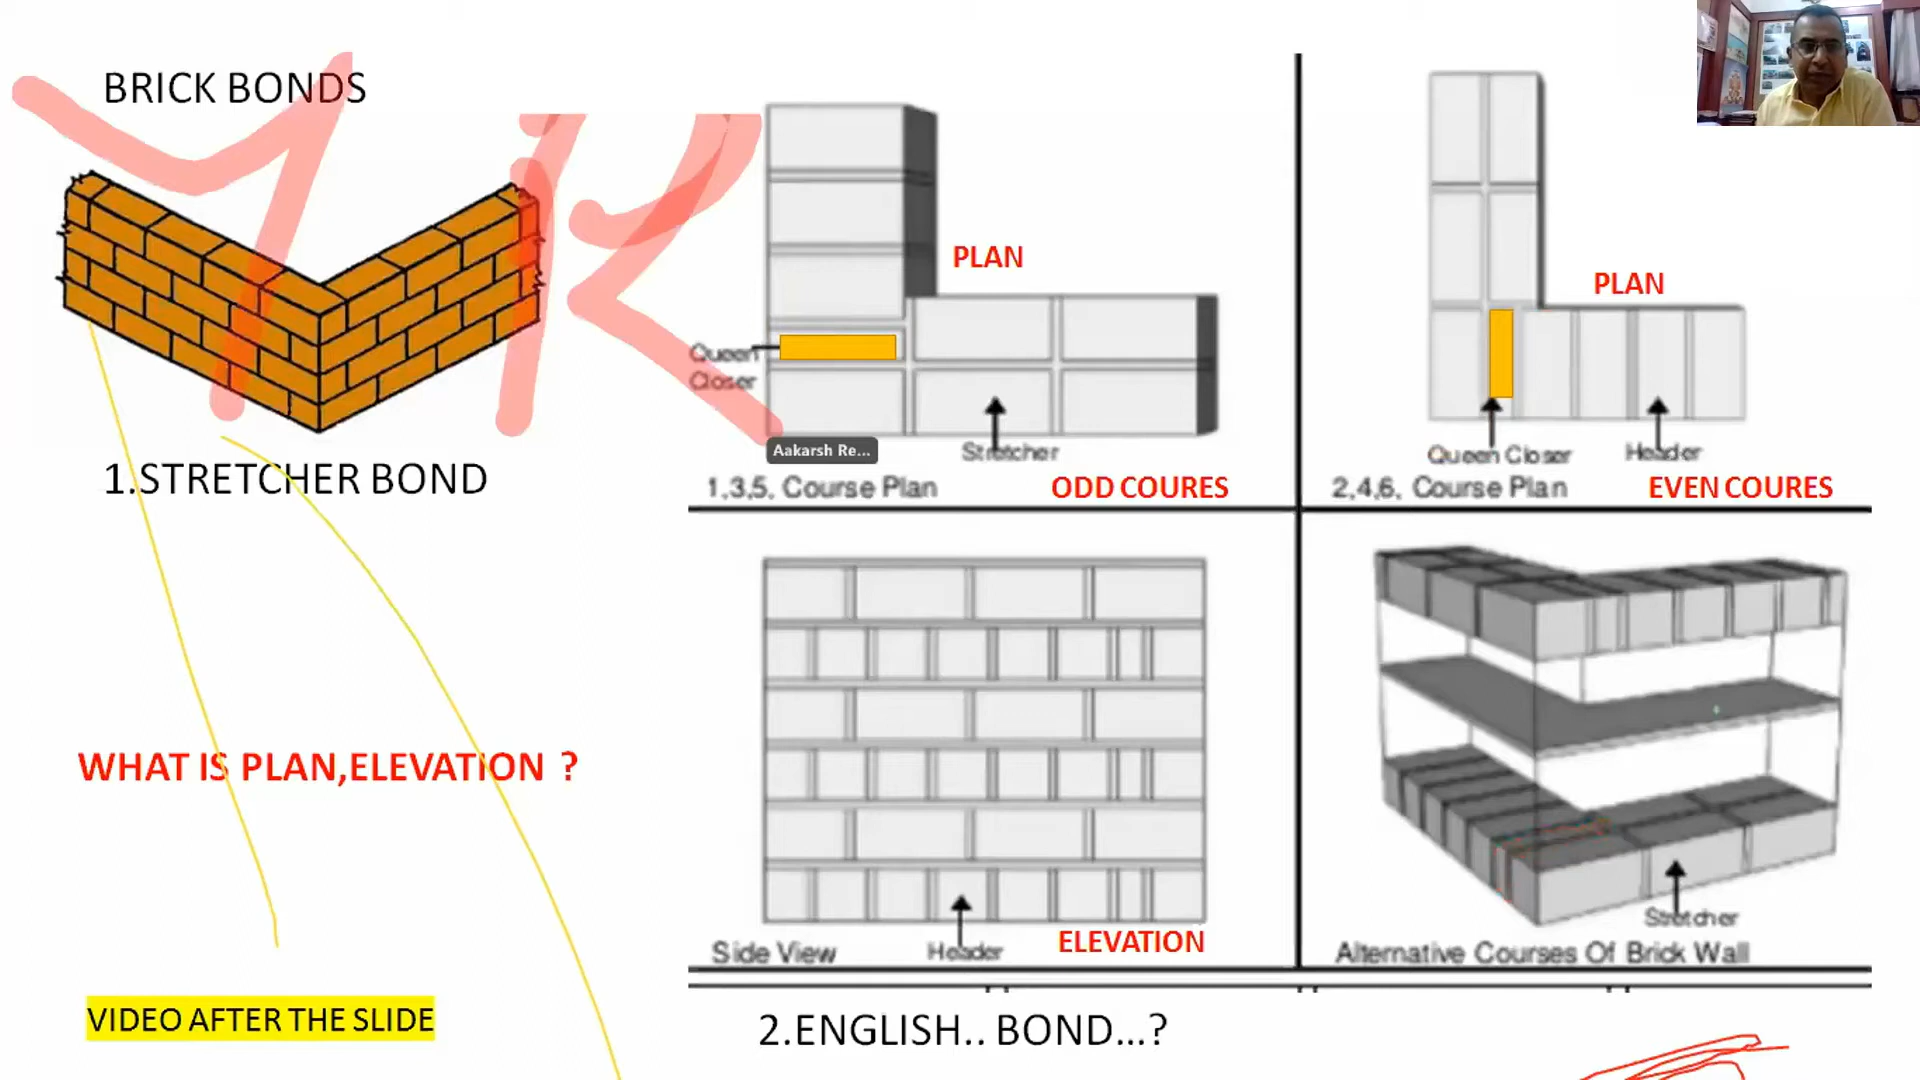 BRICK BONDS
1.STRETCHER BOND
WHAT IS PLAN,ELEVATION ?
VIDEO AFTER THE SLIDE
PLAN
Queen
Closer
Aakarsh Re...
Stretcher
1,3,5, Course Plan
ODD COURES
PLAN
Queen Closer
Header
2,4,6, Course Plan
EVEN COURES
Side View
Header
ELEVATION
Stretcher
Alternative Courses Of Brick Wall
2.ENGLISH.. BOND...?